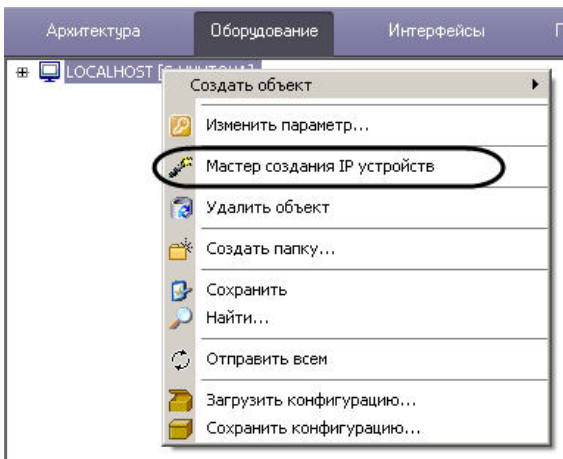 Архитектура Оборудование Интерфейсы
LOCALHOST
Создать объект
Изменить параметр...
Мастер создания IP устройств
Удалить объект
Создать папку...
Сохранить
Найти...
Отправить всем
Загрузить конфигурацию...
Сохранить конфигурацию...